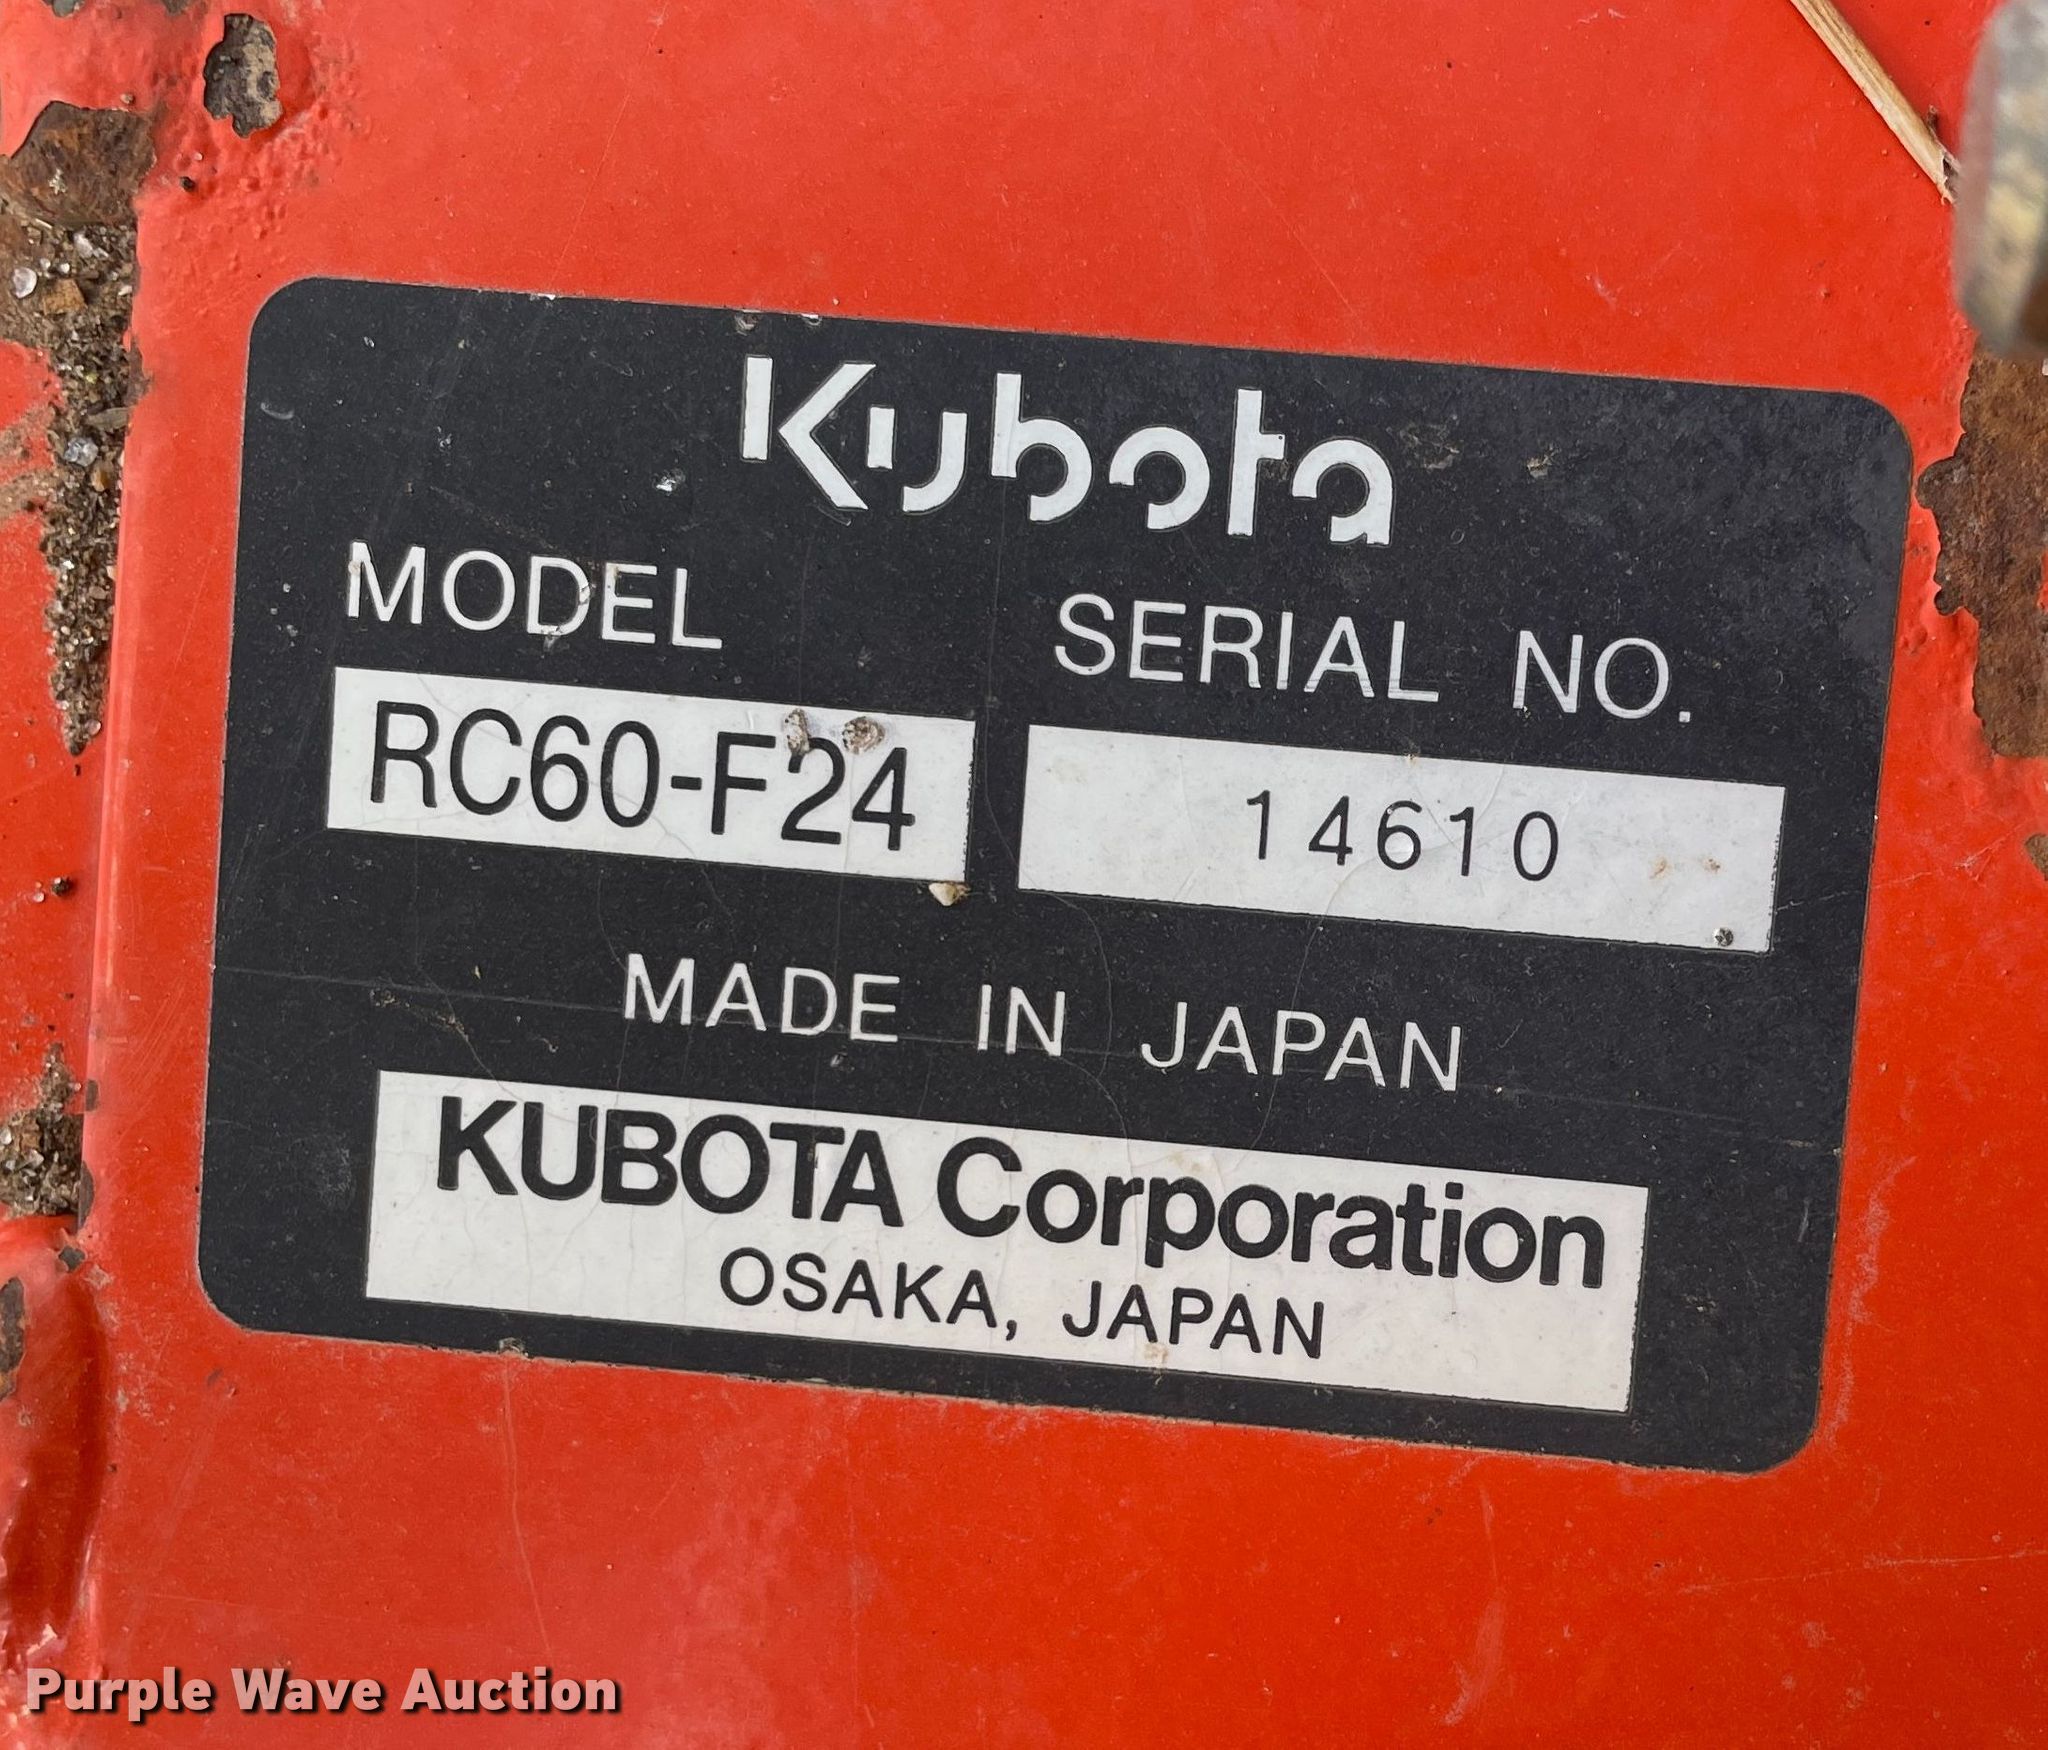 Kubota
MODEL SERIAL NO.
RC60-F24 14610
MADE IN JAPAN
KUBOTA Corporation
OSAKA, JAPAN
Purple Wave Auction